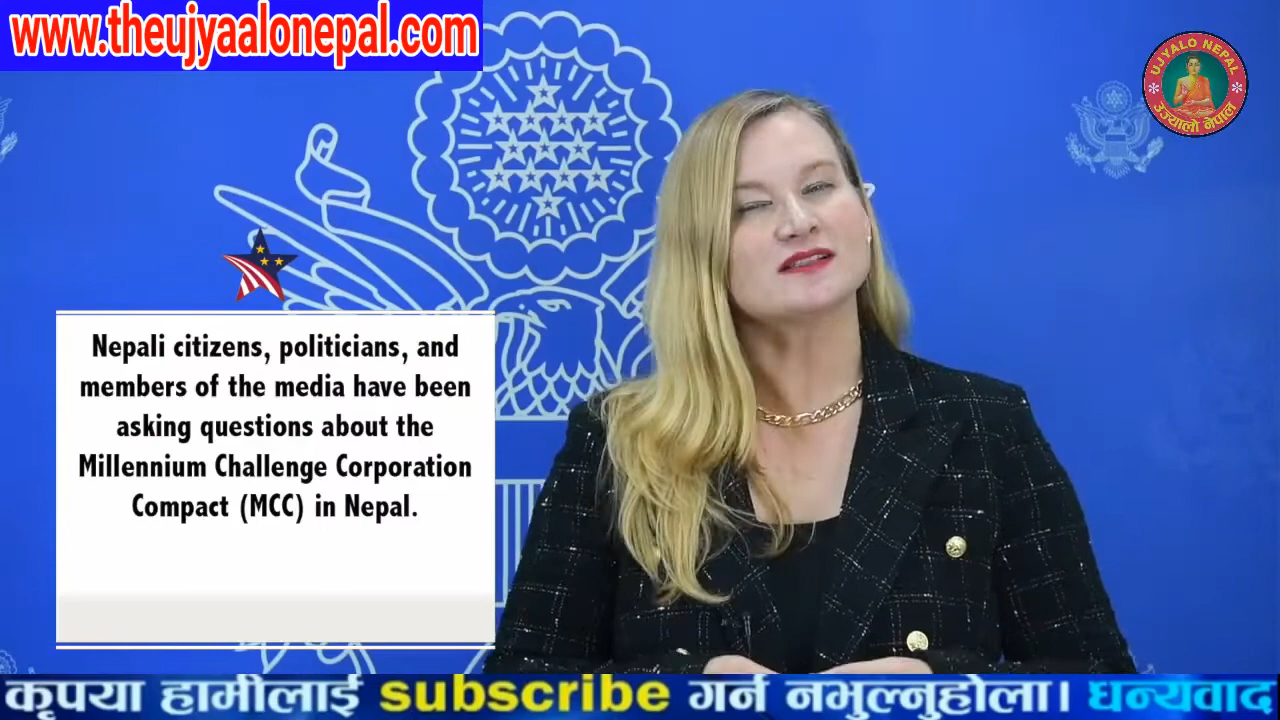 www.theujyaalonepal.com
UJYALO NEPAL
उज्यालो नेपाल
Nepali citizens, politicians, and
members of the media have been
asking questions about the
Millennium Challenge Corporation
Compact (MCC) in Nepal.
कृपया हामीलाई subscribe गर्न नभुल्नुहोला। धन्यवाद